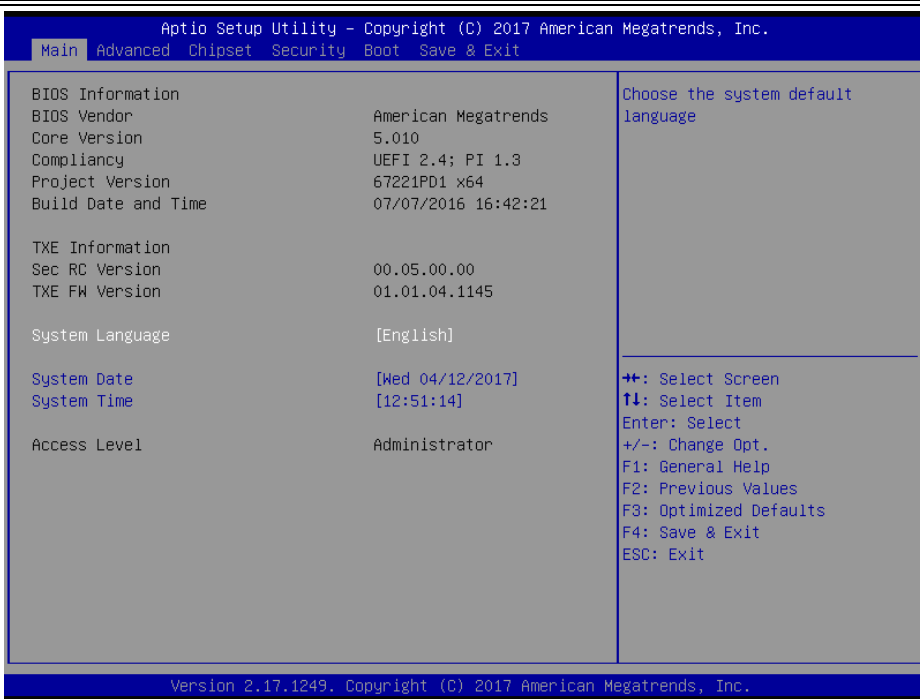 Aptio Setup Utility – Copyright (C) 2017 American Megatrends, Inc.
Main Advanced Chipset Security Boot Save & Exit
BIOS Information
BIOS Vendor American Megatrends
Core Version 5.010
Compliancy UEFI 2.4; PI 1.3
Project Version 67221PD1 x64
Build Date and Time 07/07/2016 16:42:21
TXE Information
Sec RC Version 00.05.00.00
TXE FW Version 01.01.04.1145
System Language [English]
System Date [Wed 04/12/2017]
System Time [12:51:14]
Access Level Administrator
Choose the system default
language
→←: Select Screen
↑↓: Select Item
Enter: Select
+/-: Change Opt.
F1: General Help
F2: Previous Values
F3: Optimized Defaults
F4: Save & Exit
ESC: Exit
Version 2.17.1249. Copyright (C) 2017 American Megatrends, Inc.